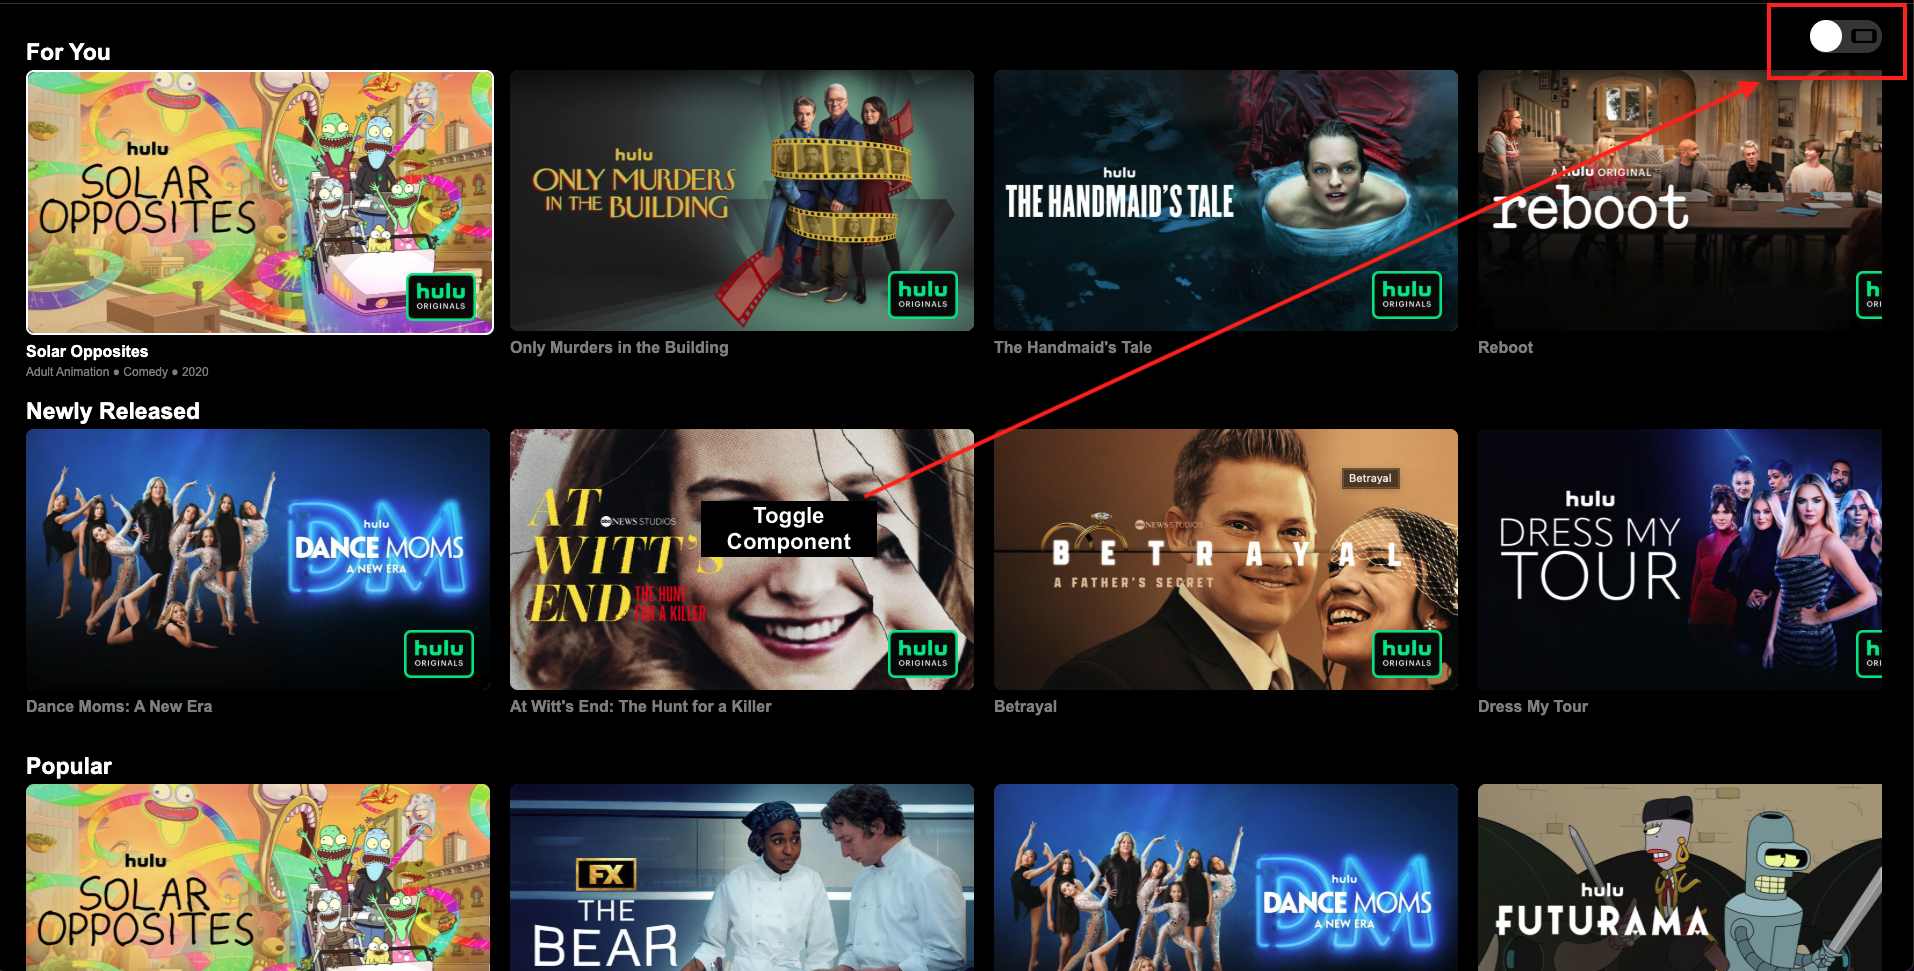 For You
hulu
SOLAR
OPPOSITES
hulu
ORIGINALS
hulu
ONLY MURDERS
IN THE BUILDING
hulu
ORIGINALS
hulu
THE HANDMAID'S TALE
hulu
ORIGINALS
A hulu ORIGINAL
reboot
Solar Opposites
Adult Animation ● Comedy ● 2020
Only Murders in the Building
The Handmaid's Tale
Reboot
Newly Released
hulu
DM
DANCE MOMS
A NEW ERA
hulu
ORIGINALS
abc NEWS STUDIOS
AT
WITT'S
END
THE HUNT
FOR A KILLER
Toggle
Component
hulu
ORIGINALS
Betrayal
abc NEWS STUDIOS
BETRAYAL
A FATHER'S SECRET
hulu
ORIGINALS
hulu
DRESS MY
TOUR
Dance Moms: A New Era
At Witt's End: The Hunt for a Killer
Betrayal
Dress My Tour
Popular
hulu
SOLAR
OPPOSITES
FX
THE
BEAR
hulu
DM
DANCE MOMS
A NEW ERA
hulu
FUTURAMA